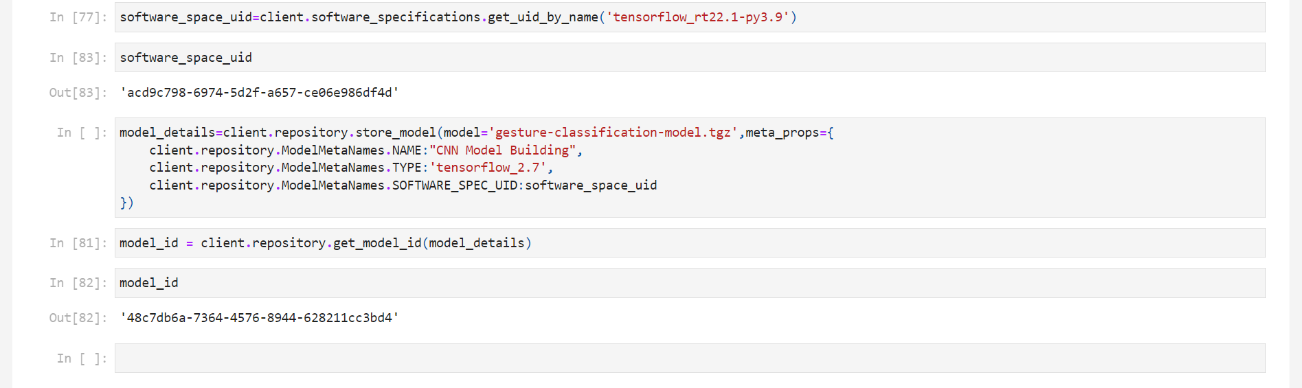 In [77]: software_space_uid=client.software_specifications.get_uid_by_name('tensorflow_rt22.1-py3.9')
In [83]: software_space_uid
Out[83]: 'acd9c798-6974-5d2f-a657-ce06e986df4d'
In [ ]: model_details=client.repository.store_model(model='gesture-classification-model.tgz',meta_props={
    client.repository.ModelMetaNames.NAME:"CNN Model Building",
    client.repository.ModelMetaNames.TYPE:'tensorflow_2.7',
    client.repository.ModelMetaNames.SOFTWARE_SPEC_UID:software_space_uid
})
In [81]: model_id = client.repository.get_model_id(model_details)
In [82]: model_id
Out[82]: '48c7db6a-7364-4576-8944-628211cc3bd4'
In [ ]: